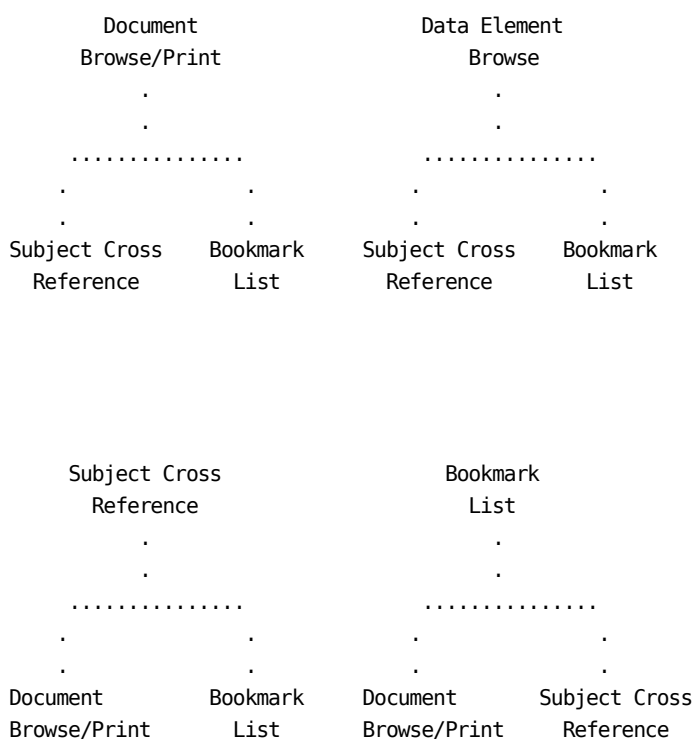 Document Data Element
Browse/Print Browse
. .
. .
............... ...............
. . . .
. . . .
Subject Cross Bookmark Subject Cross Bookmark
Reference List Reference List
Subject Cross Bookmark
Reference List
. .
. .
............... ...............
. . . .
. . . .
Document Bookmark Document Subject Cross
Browse/Print List Browse/Print Reference